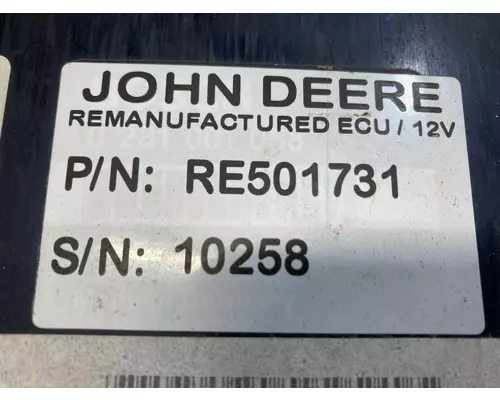 JOHN DEERE
REMANUFACTURED ECU / 12V
P/N: RE501731
S/N: 10258